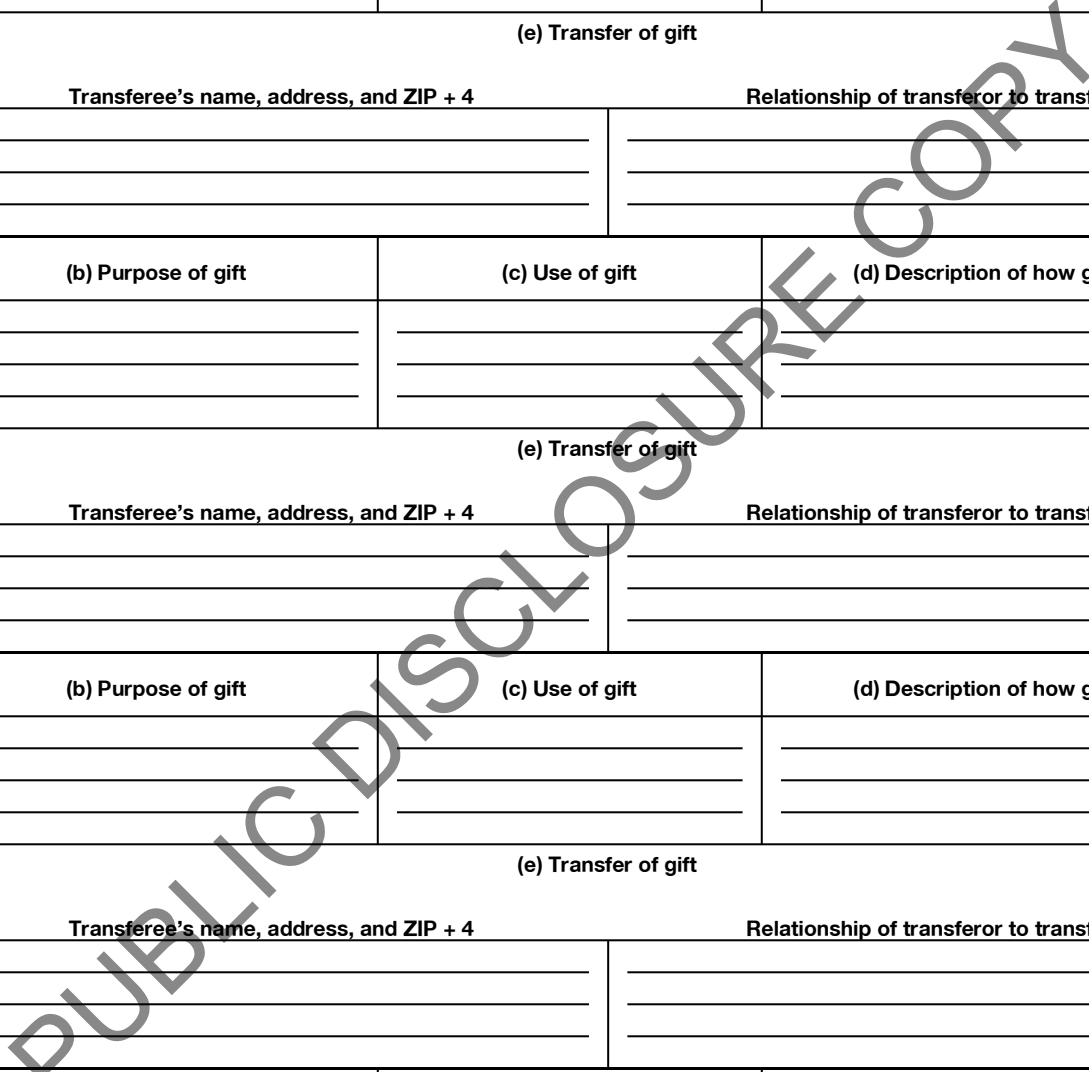 (e) Transfer of gift
Transferee’s name, address, and ZIP + 4 Relationship of transferor to
(b) Purpose of gift (c) Use of gift (d) Description of how
(e) Transfer of gift
Transferee’s name, address, and ZIP + 4 Relationship of transferor to
(b) Purpose of gift (c) Use of gift (d) Description of how
(e) Transfer of gift
Transferee’s name, address, and ZIP + 4 Relationship of transferor to
PUBLIC DISCLOSURE COPY